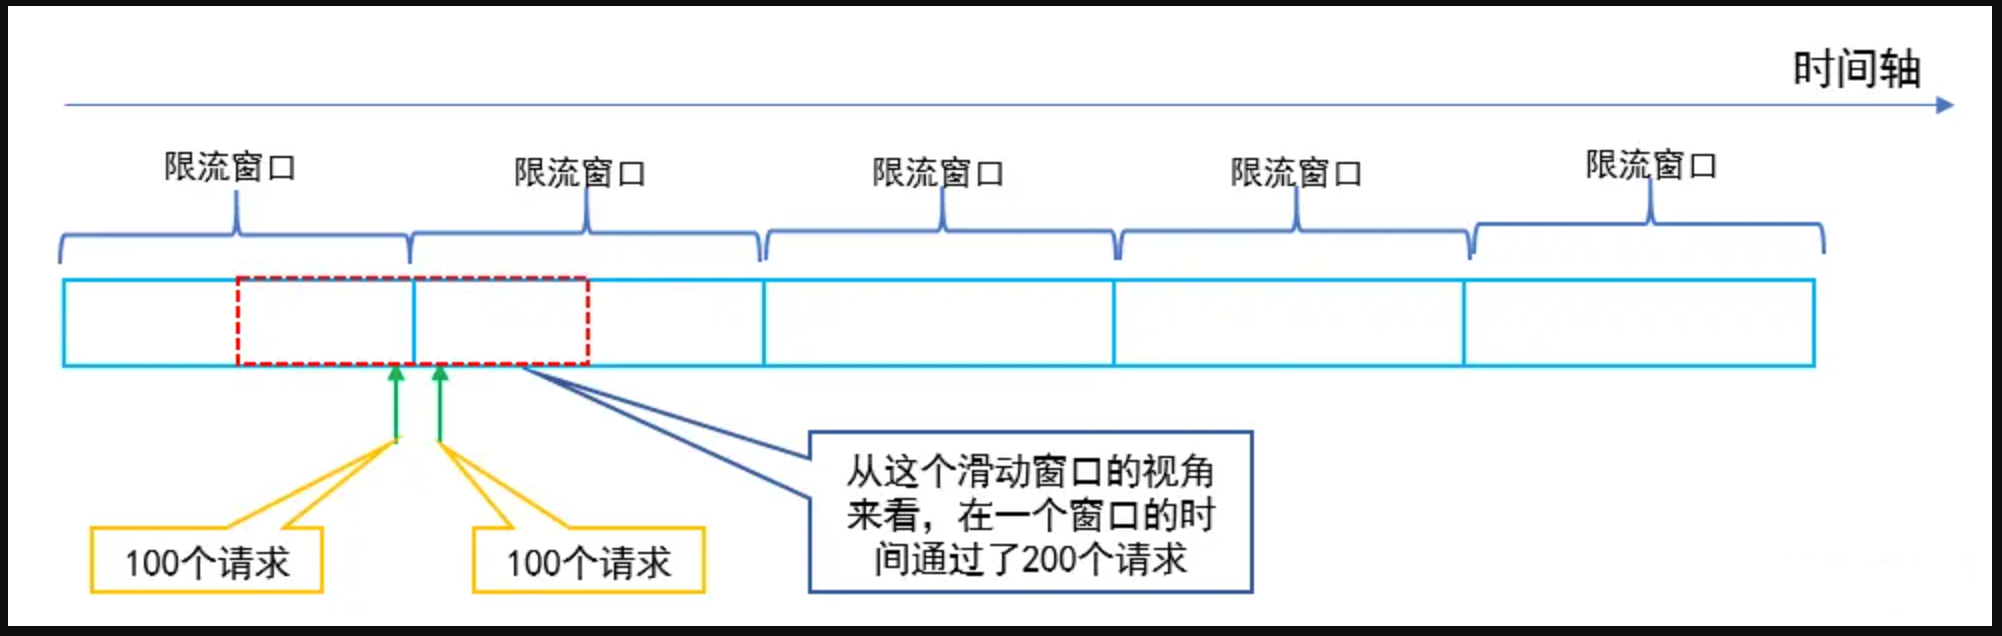 时间轴
限流窗口
限流窗口
限流窗口
限流窗口
限流窗口
100个请求
100个请求
从这个滑动窗口的视角
来看，在一个窗口的时
间通过了200个请求